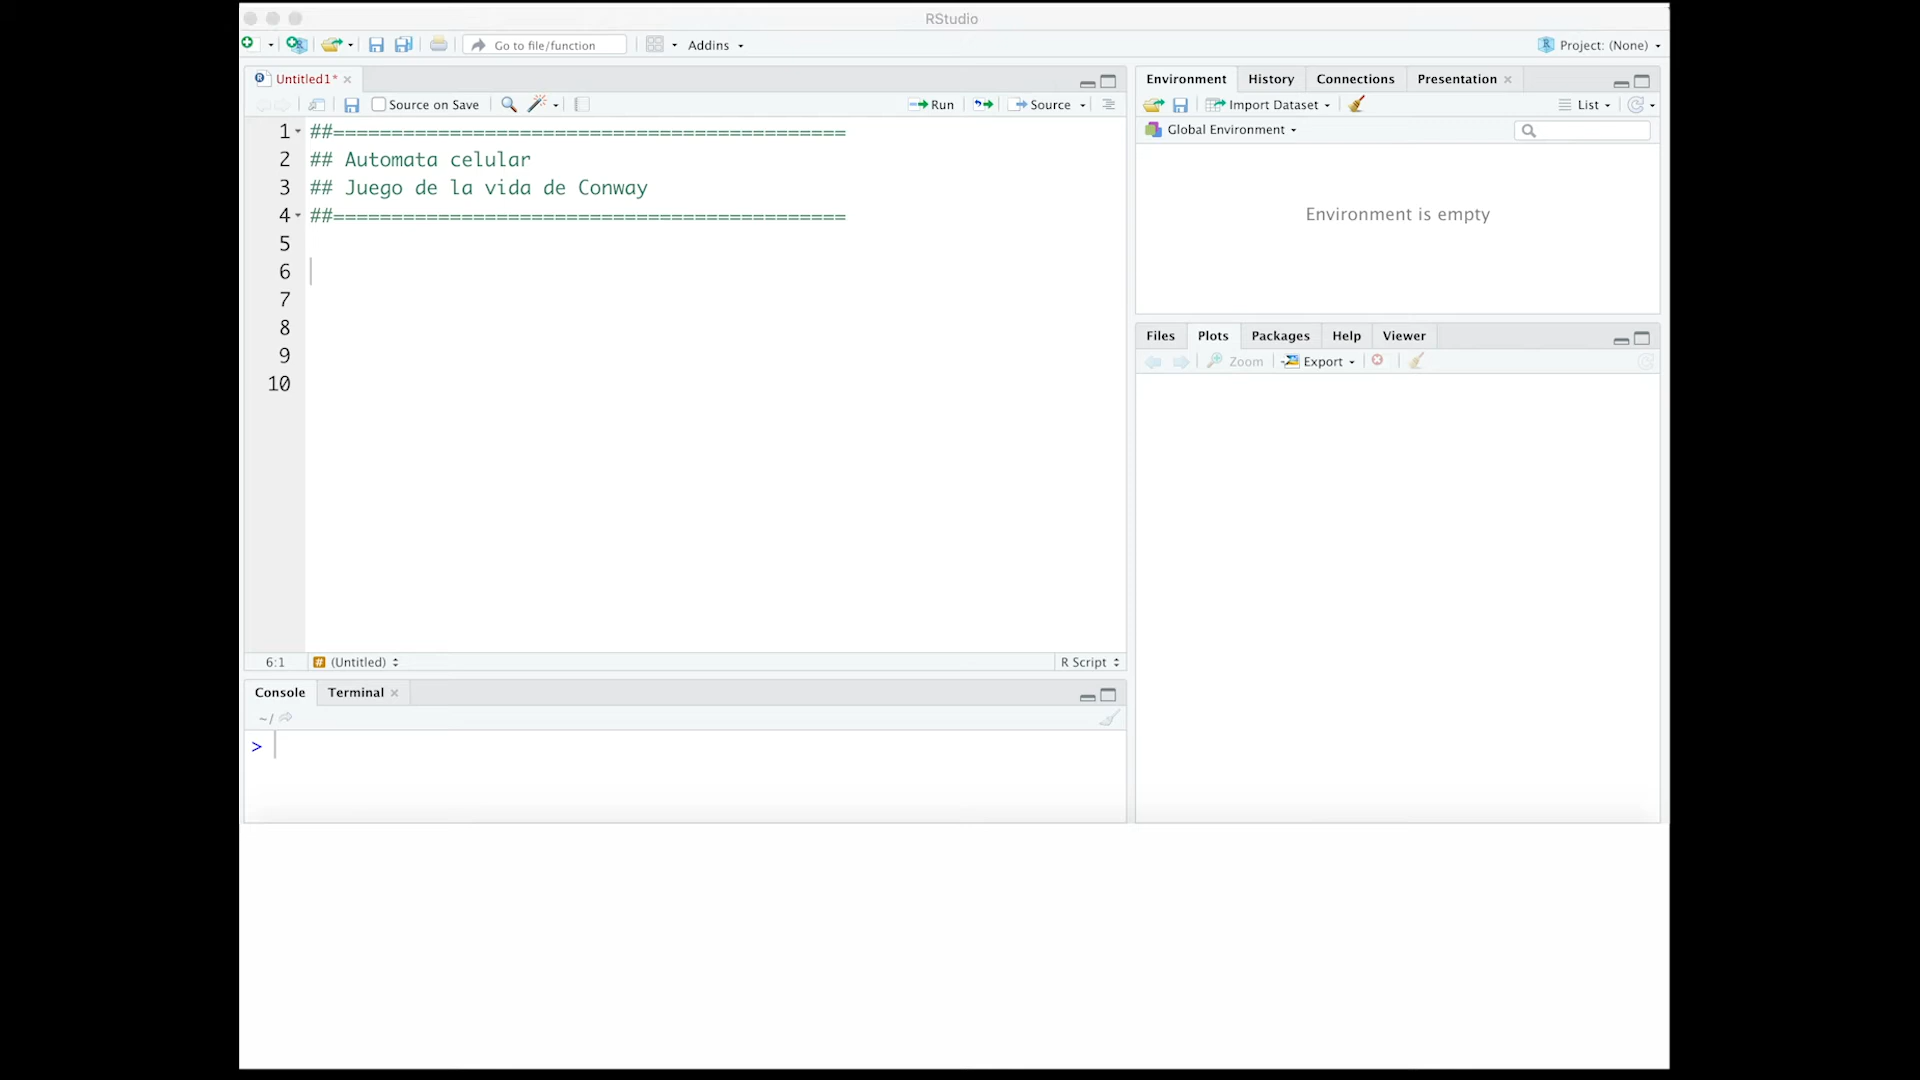 RStudio
Go to file/function
Addins
Project: (None)
Untitled1*
Source on Save
Run
Source
1
##============================================
2
## Automata celular
3
## Juego de la vida de Conway
4
##============================================
5
6
7
8
9
10
6:1
(Untitled)
R Script
Console
Terminal
~/
>
Environment
History
Connections
Presentation
Import Dataset
List
Global Environment
Environment is empty
Files
Plots
Packages
Help
Viewer
Zoom
Export